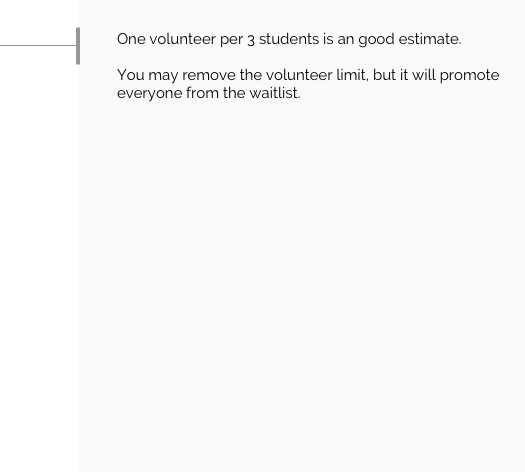 One volunteer per 3 students is an good estimate.
You may remove the volunteer limit, but it will promote
everyone from the waitlist.